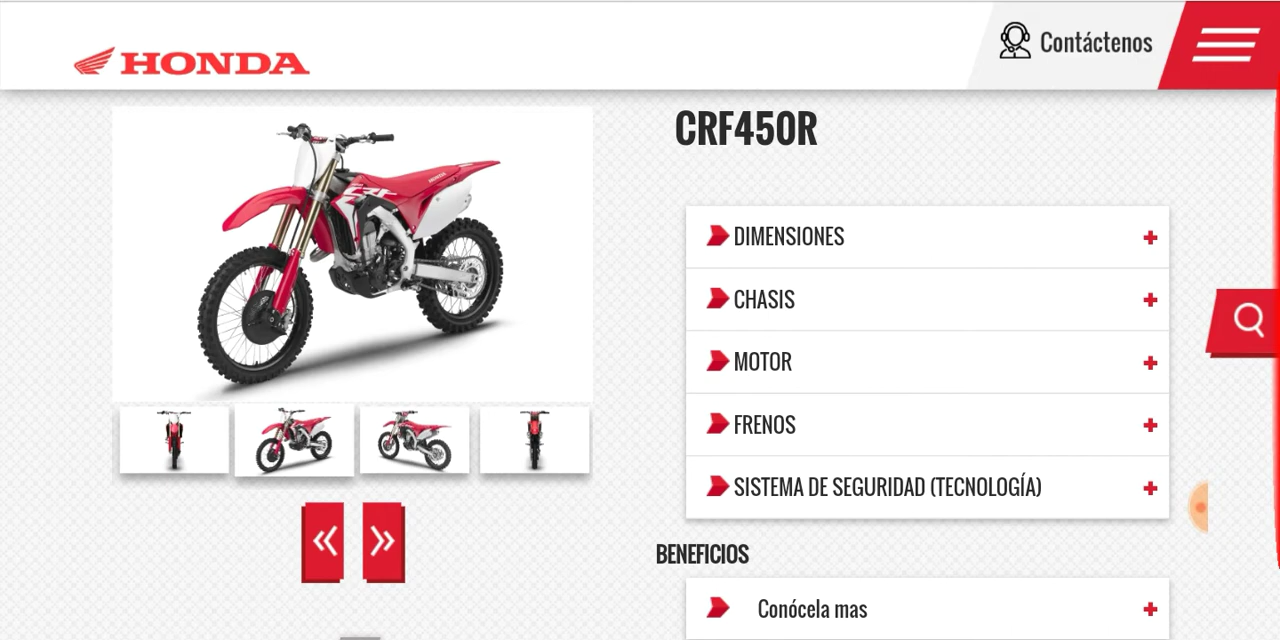 HONDA
Contáctenos
CRF450R
DIMENSIONES
CHASIS
MOTOR
FRENOS
SISTEMA DE SEGURIDAD (TECNOLOGÍA)
BENEFICIOS
Conócela mas